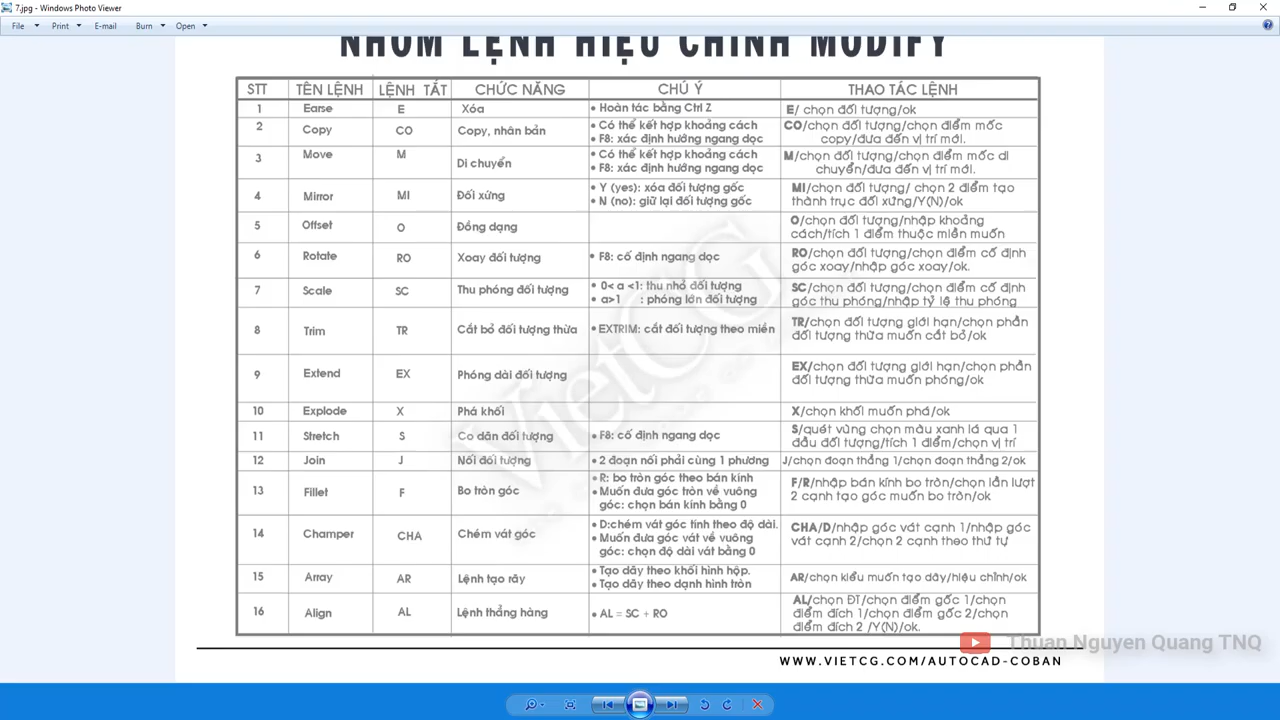 7.jpg - Windows Photo Viewer
File Print E-mail Burn Open
NHÓM LỆNH HIỆU CHỈNH MODIFY
STT TÊN LỆNH LỆNH TẮT CHỨC NĂNG CHÚ Ý THAO TÁC LỆNH
1 Earse E Xóa • Hoàn tác bằng Ctrl Z E/ chọn đối tượng/ok
2 Copy CO Copy, nhân bản • Có thể kết hợp khoảng cách CO/chọn đối tượng/chọn điểm mốc
• F8: xác định hướng ngang dọc copy/đưa đến vị trí mới.
3 Move M Di chuyển • Có thể kết hợp khoảng cách M/chọn đối tượng/chọn điểm mốc di
• F8: xác định hướng ngang dọc chuyển/đưa đến vị trí mới.
4 Mirror MI Đối xứng • Y (yes): xóa đối tượng gốc MI/chọn đối tượng/ chọn 2 điểm tạo
• N (no): giữ lại đối tượng gốc thành trục đối xứng/Y(N)/ok
5 Offset O Đồng dạng O/chọn đối tượng/nhập khoảng
cách/tích 1 điểm thuộc miền muốn
6 Rotate RO Xoay đối tượng • F8: cố định ngang dọc RO/chọn đối tượng/chọn điểm cố định
góc xoay/nhập góc xoay/ok.
7 Scale SC Thu phóng đối tượng • 0< a <1: thu nhỏ đối tượng SC/chọn đối tượng/chọn điểm cố định
• a>1 : phóng lớn đối tượng góc thu phóng/nhập tỷ lệ thu phóng
8 Trim TR Cắt bỏ đối tượng thừa • EXTRIM: cắt đối tượng theo miền TR/chọn đối tượng giới hạn/chọn phần
đối tượng thừa muốn cắt bỏ/ok
9 Extend EX Phóng dài đối tượng EX/chọn đối tượng giới hạn/chọn phần
đối tượng thừa muốn phóng/ok
10 Explode X Phá khối X/chọn khối muốn phá/ok
11 Stretch S Co dãn đối tượng • F8: cố định ngang dọc S/quét vùng chọn màu xanh lá qua 1
đầu đối tượng/tích 1 điểm/chọn vị trí
12 Join J Nối đối tượng • 2 đoạn nối phải cùng 1 phương J/chọn đoạn thẳng 1/chọn đoạn thẳng 2/ok
13 Fillet F Bo tròn góc • R: bo tròn góc theo bán kính F/R/nhập bán kính bo tròn/chọn lần lượt
• Muốn đưa góc tròn về vuông 2 cạnh tạo góc muốn bo tròn/ok
góc: chọn bán kính bằng 0
14 Champer CHA Chém vát góc • D:chém vát góc tính theo độ dài. CHA/D/nhập góc vát cạnh 1/nhập góc
• Muốn đưa góc vát về vuông vát cạnh 2/chọn 2 cạnh theo thứ tự
góc: chọn độ dài vát bằng 0
15 Array AR Lệnh tạo rãy • Tạo dãy theo khối hình hộp. AR/chọn kiểu muốn tạo dãy/hiệu chỉnh/ok
• Tạo dãy theo dạnh hình tròn
16 Align AL Lệnh thẳng hàng • AL = SC + RO AL/chọn ĐT/chọn điểm gốc 1/chọn
điểm đích 1/chọn điểm gốc 2/chọn
điểm đích 2 /Y(N)/ok.
VietCG
Thuan Nguyen Quang TNQ
WWW.VIETCG.COM/AUTOCAD-COBAN